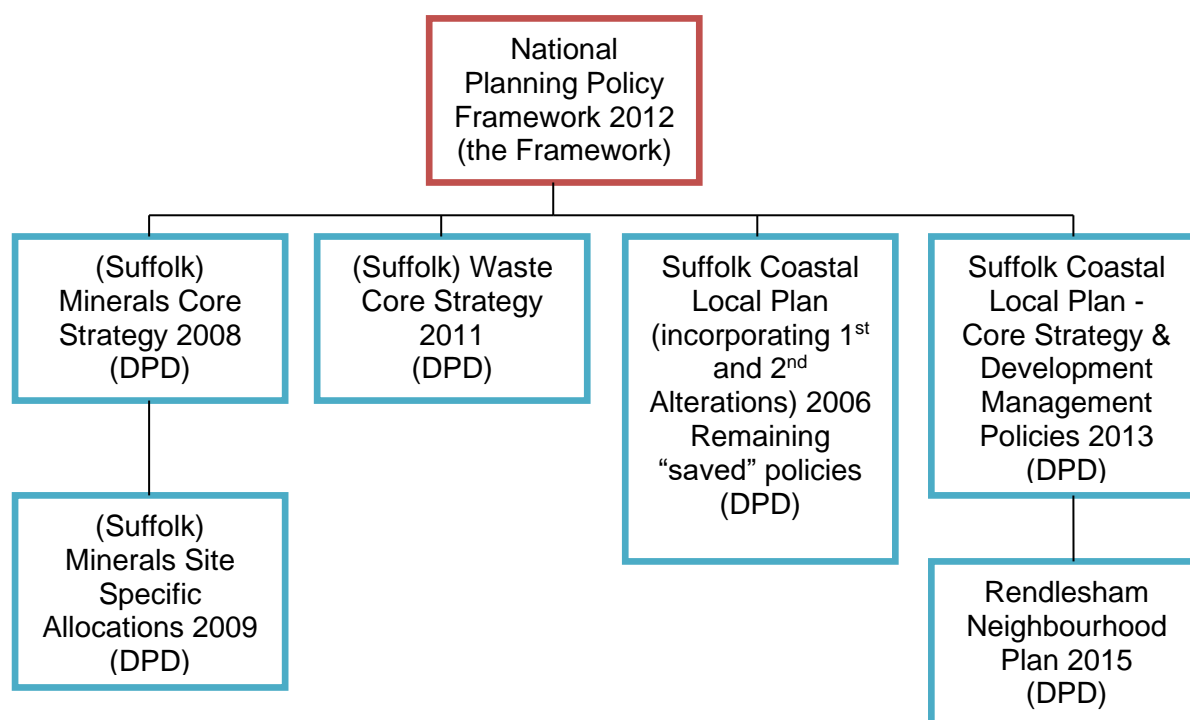 National
Planning Policy
Framework 2012
(the Framework)
(Suffolk)
Minerals Core
Strategy 2008
(DPD)
(Suffolk) Waste
Core Strategy
2011
(DPD)
Suffolk Coastal
Local Plan
(incorporating 1st
and 2nd
Alterations) 2006
Remaining
“saved” policies
(DPD)
Suffolk Coastal
Local Plan -
Core Strategy &
Development
Management
Policies 2013
(DPD)
(Suffolk)
Minerals Site
Specific
Allocations 2009
(DPD)
Rendlesham
Neighbourhood
Plan 2015
(DPD)